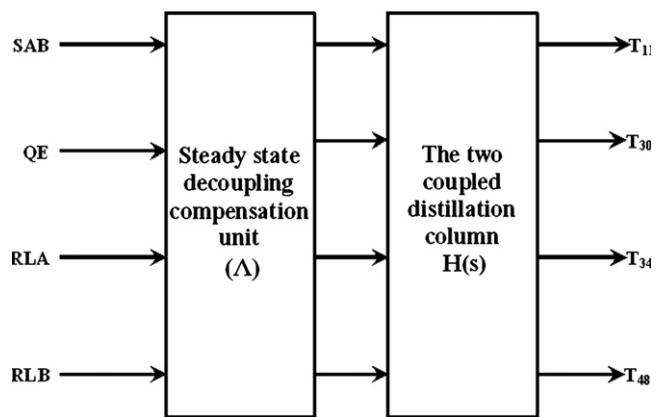 SAB
QE
RLA
RLB
Steady state
decoupling
compensation
unit
(Λ)
The two
coupled
distillation
column
H(s)
T11
T30
T34
T48